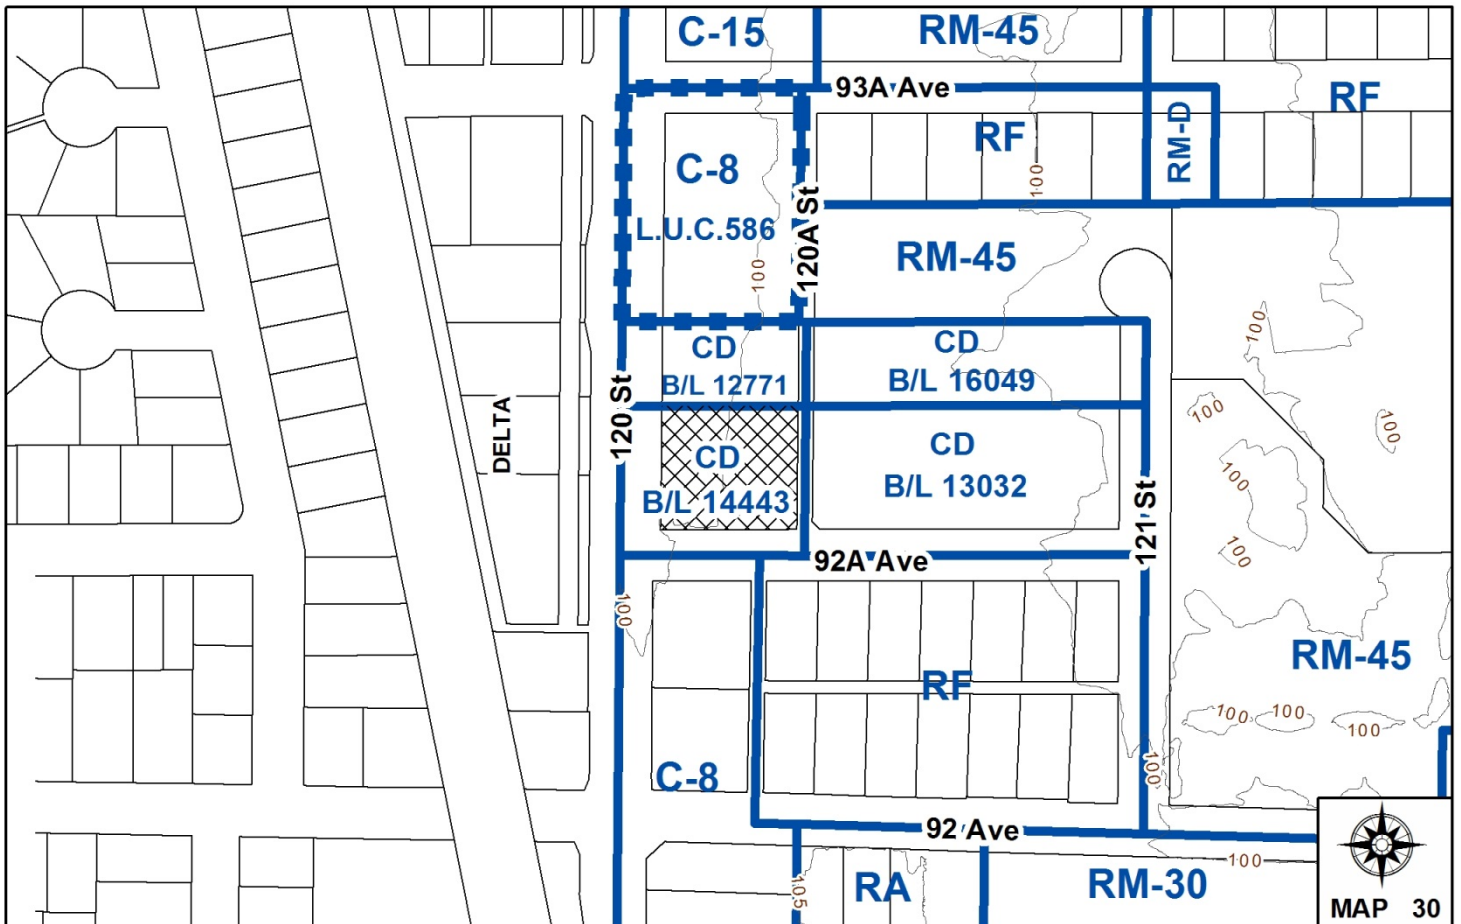 C-15
RM-45
93A Ave
RF
RF
RM-D
C-8
L.U.C.586
120A St
100
100
RM-45
CD
B/L 12771
CD
B/L 16049
100
120 St
DELTA
CD
B/L 14443
CD
B/L 13032
100
100
100
121 St
100
92A Ave
100
RF
RM-45
100
100
100
100
C-8
92 Ave
100
105
RA
RM-30
MAP 30